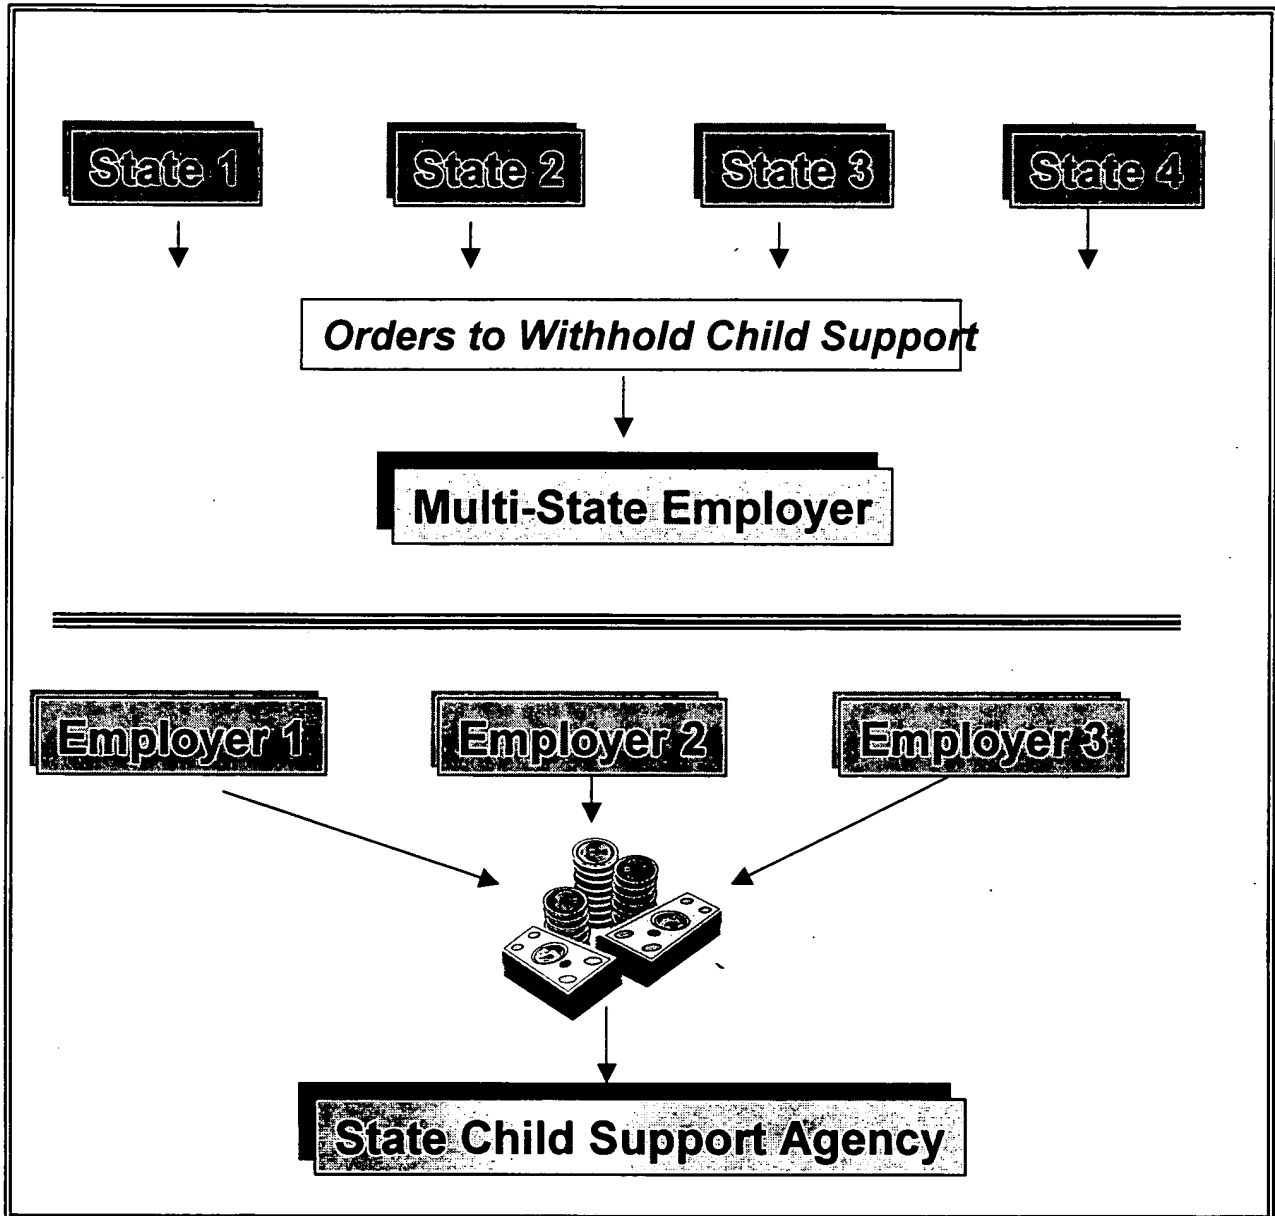 State 1
State 2
State 3
State 4
Orders to Withhold Child Support
Multi-State Employer
Employer 1
Employer 2
Employer 3
State Child Support Agency